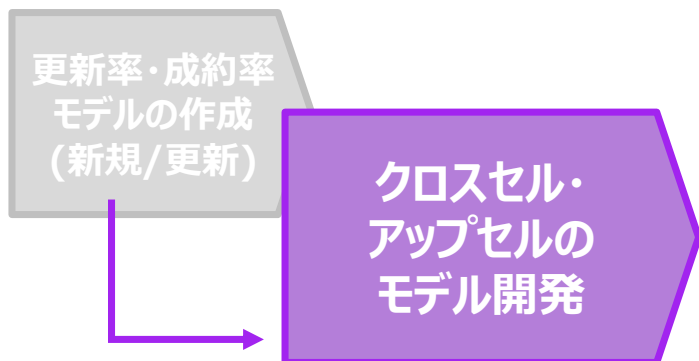 更新率・成約率
モデルの作成
(新規/更新)
クロスセル・
アップセルの
モデル開発